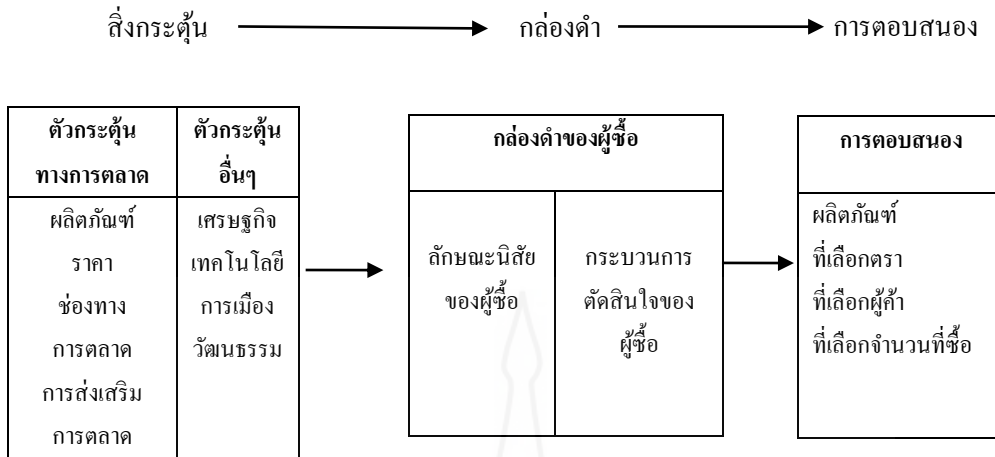 สิ่งกระตุ้น กล่องดำ การตอบสนอง
ตัวกระตุ้น
ทางการตลาด
ตัวกระตุ้น
อื่นๆ
ผลิตภัณฑ์
ราคา
ช่องทาง
การตลาด
การส่งเสริม
การตลาด
เศรษฐกิจ
เทคโนโลยี
การเมือง
วัฒนธรรม
กล่องดำของผู้ซื้อ
ลักษณะนิสัย
ของผู้ซื้อ
กระบวนการ
ตัดสินใจของ
ผู้ซื้อ
การตอบสนอง
ผลิตภัณฑ์
ที่เลือกตรา
ที่เลือกผู้ค้า
ที่เลือกจำนวนที่ซื้อ